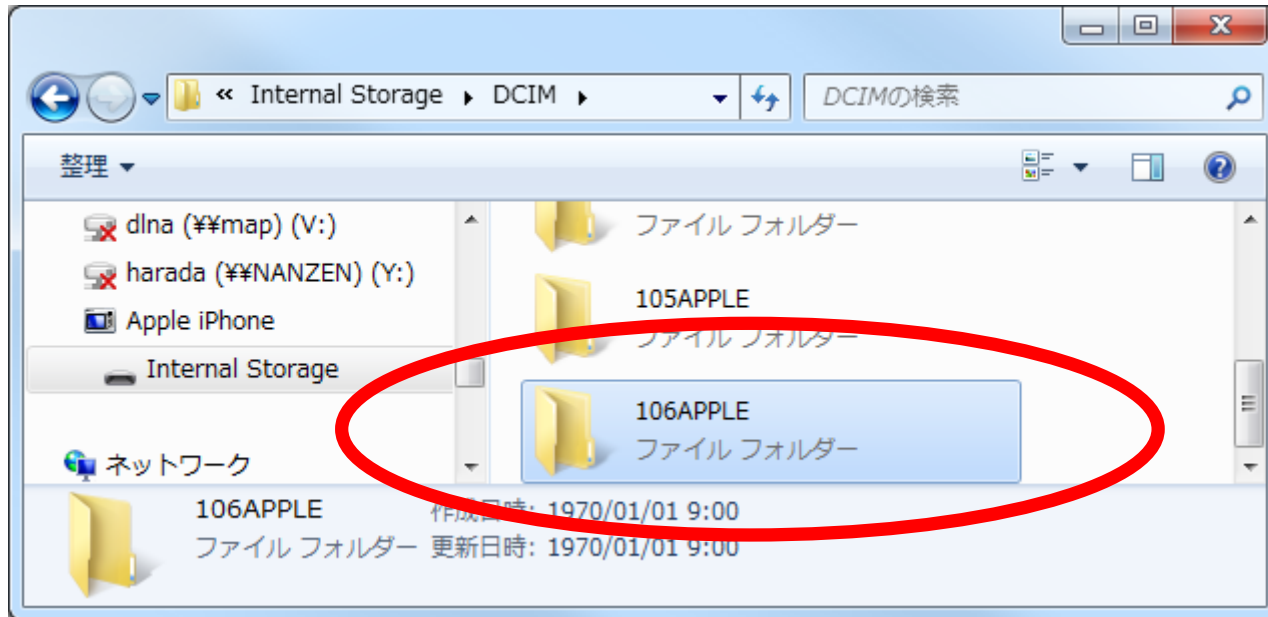 « Internal Storage ▸ DCIM ▸
DCIMの検索
整理
dlna (¥¥map) (V:)
harada (¥¥NANZEN) (Y:)
Apple iPhone
Internal Storage
ネットワーク
ファイル フォルダー
105APPLE
ファイル フォルダー
106APPLE
ファイル フォルダー
106APPLE 作成日時: 1970/01/01 9:00
ファイル フォルダー 更新日時: 1970/01/01 9:00